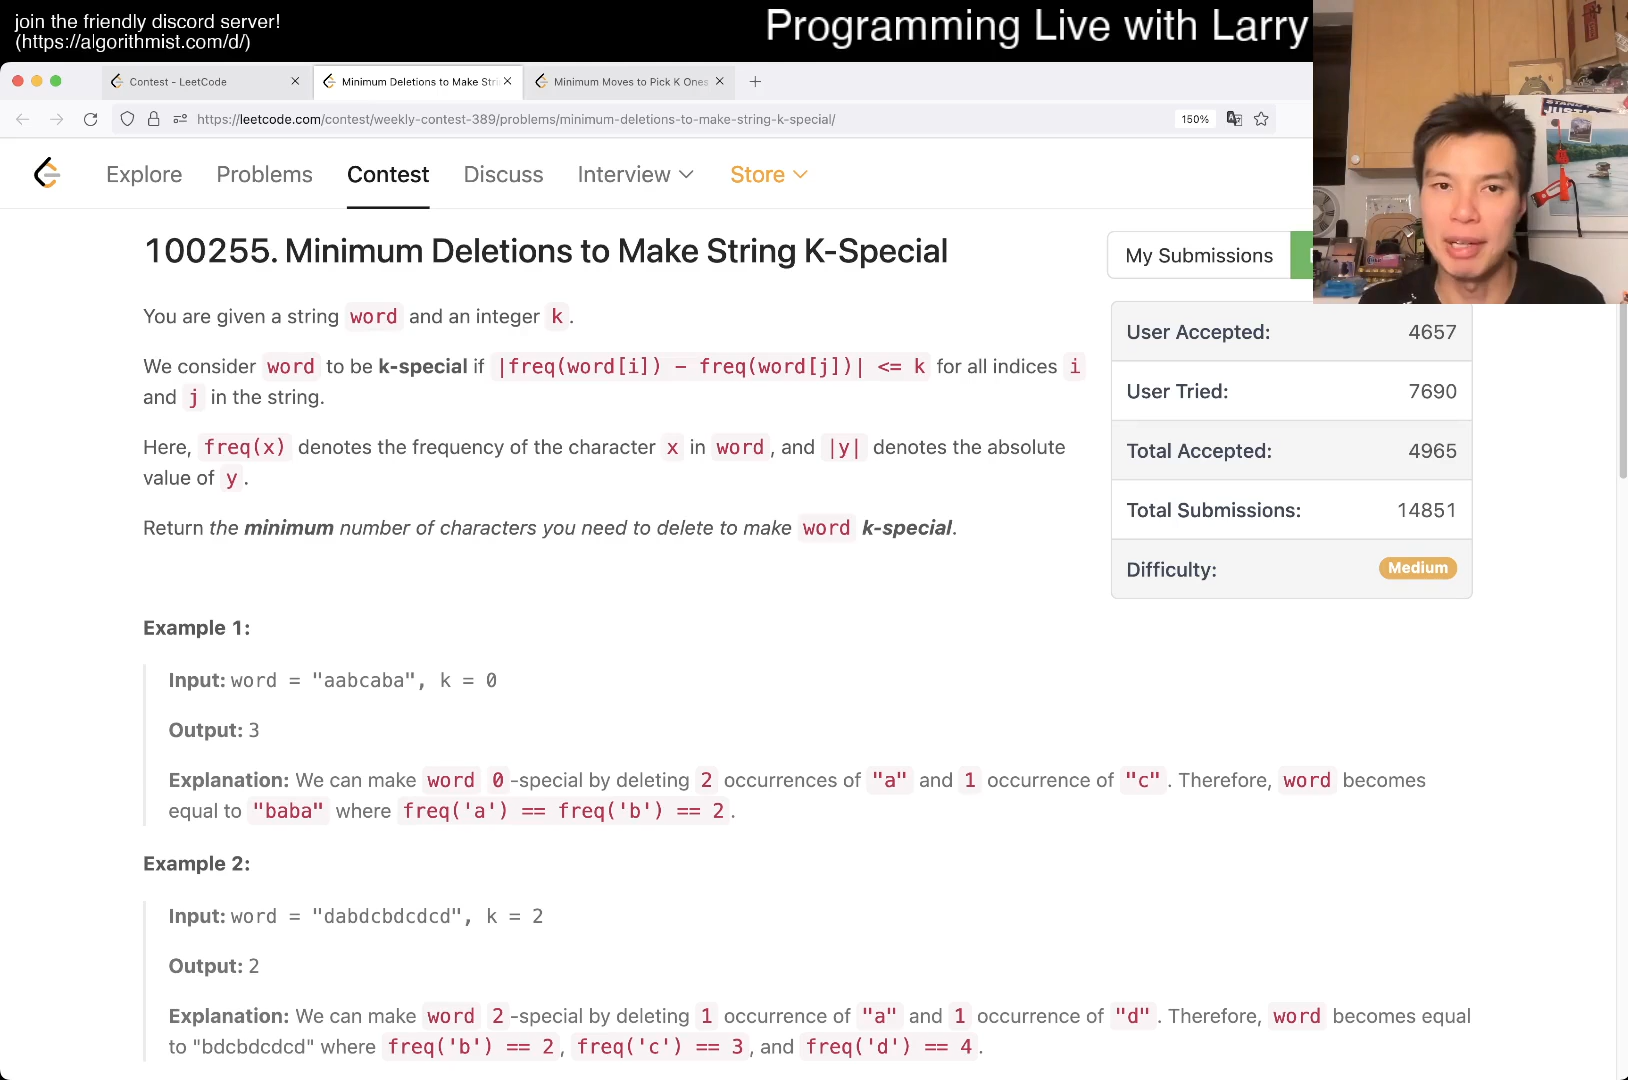 join the friendly discord server!
(https://algorithmist.com/d/)
Programming Live with Larry
Contest - LeetCode
Minimum Deletions to Make Stri
Minimum Moves to Pick K Ones
https://leetcode.com/contest/weekly-contest-389/problems/minimum-deletions-to-make-string-k-special/
150%
Explore Problems Contest Discuss Interview Store
100255. Minimum Deletions to Make String K-Special
My Submissions
You are given a string word and an integer k.
We consider word to be k-special if |freq(word[i]) - freq(word[j])| <= k for all indices i
and j in the string.
Here, freq(x) denotes the frequency of the character x in word, and |y| denotes the absolute
value of y.
Return the minimum number of characters you need to delete to make word k-special.
User Accepted: 4657
User Tried: 7690
Total Accepted: 4965
Total Submissions: 14851
Difficulty: Medium
Example 1:
Input: word = "aabcaba", k = 0
Output: 3
Explanation: We can make word 0-special by deleting 2 occurrences of "a" and 1 occurrence of "c". Therefore, word becomes
equal to "baba" where freq('a') == freq('b') == 2.
Example 2:
Input: word = "dabdcbdcdcd", k = 2
Output: 2
Explanation: We can make word 2-special by deleting 1 occurrence of "a" and 1 occurrence of "d". Therefore, word becomes equal
to "bdcbdcdcd" where freq('b') == 2, freq('c') == 3, and freq('d') == 4.